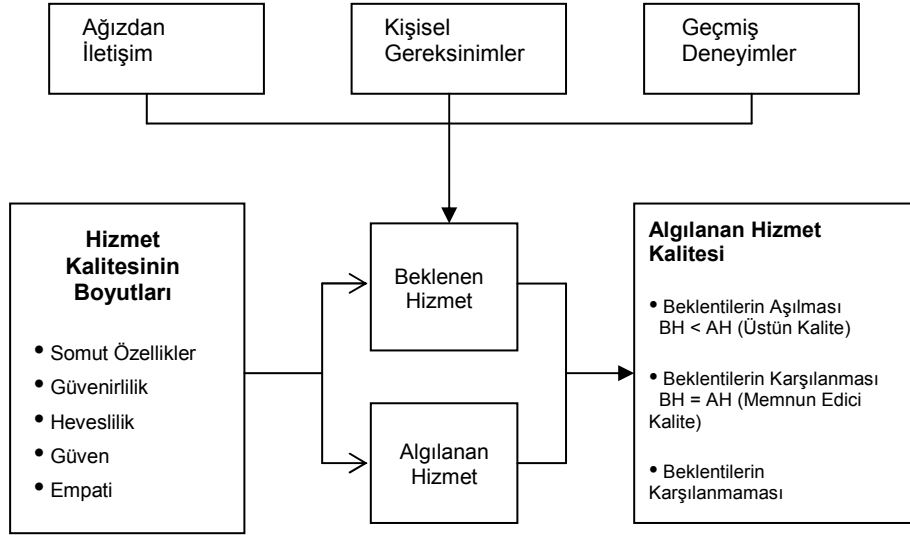 Ağızdan
İletişim
Kişisel
Gereksinimler
Geçmiş
Deneyimler
Hizmet
Kalitesinin
Boyutları
• Somut Özellikler
• Güvenirlilik
• Heveslilik
• Güven
• Empati
Beklenen
Hizmet
Algılanan
Hizmet
Algılanan Hizmet
Kalitesi
• Beklentilerin Aşılması
BH < AH (Üstün Kalite)
• Beklentilerin Karşılanması
BH = AH (Memnun Edici
Kalite)
• Beklentilerin
Karşılanmaması